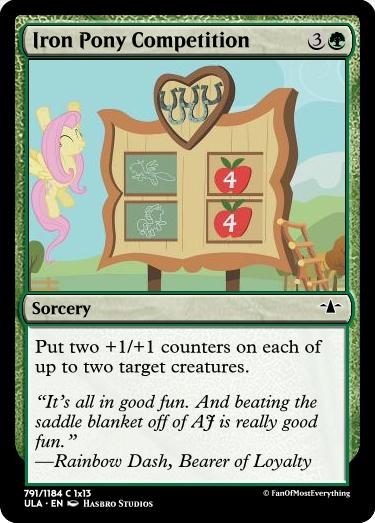 Iron Pony Competition 3
4
4
Sorcery
Put two +1/+1 counters on each of
up to two target creatures.
“It’s all in good fun. And beating the
saddle blanket off of AJ is really good
fun.”
—Rainbow Dash, Bearer of Loyalty
791/1184 C 1x13
ULA • EN Hasbro Studios © FanOfMostEverything